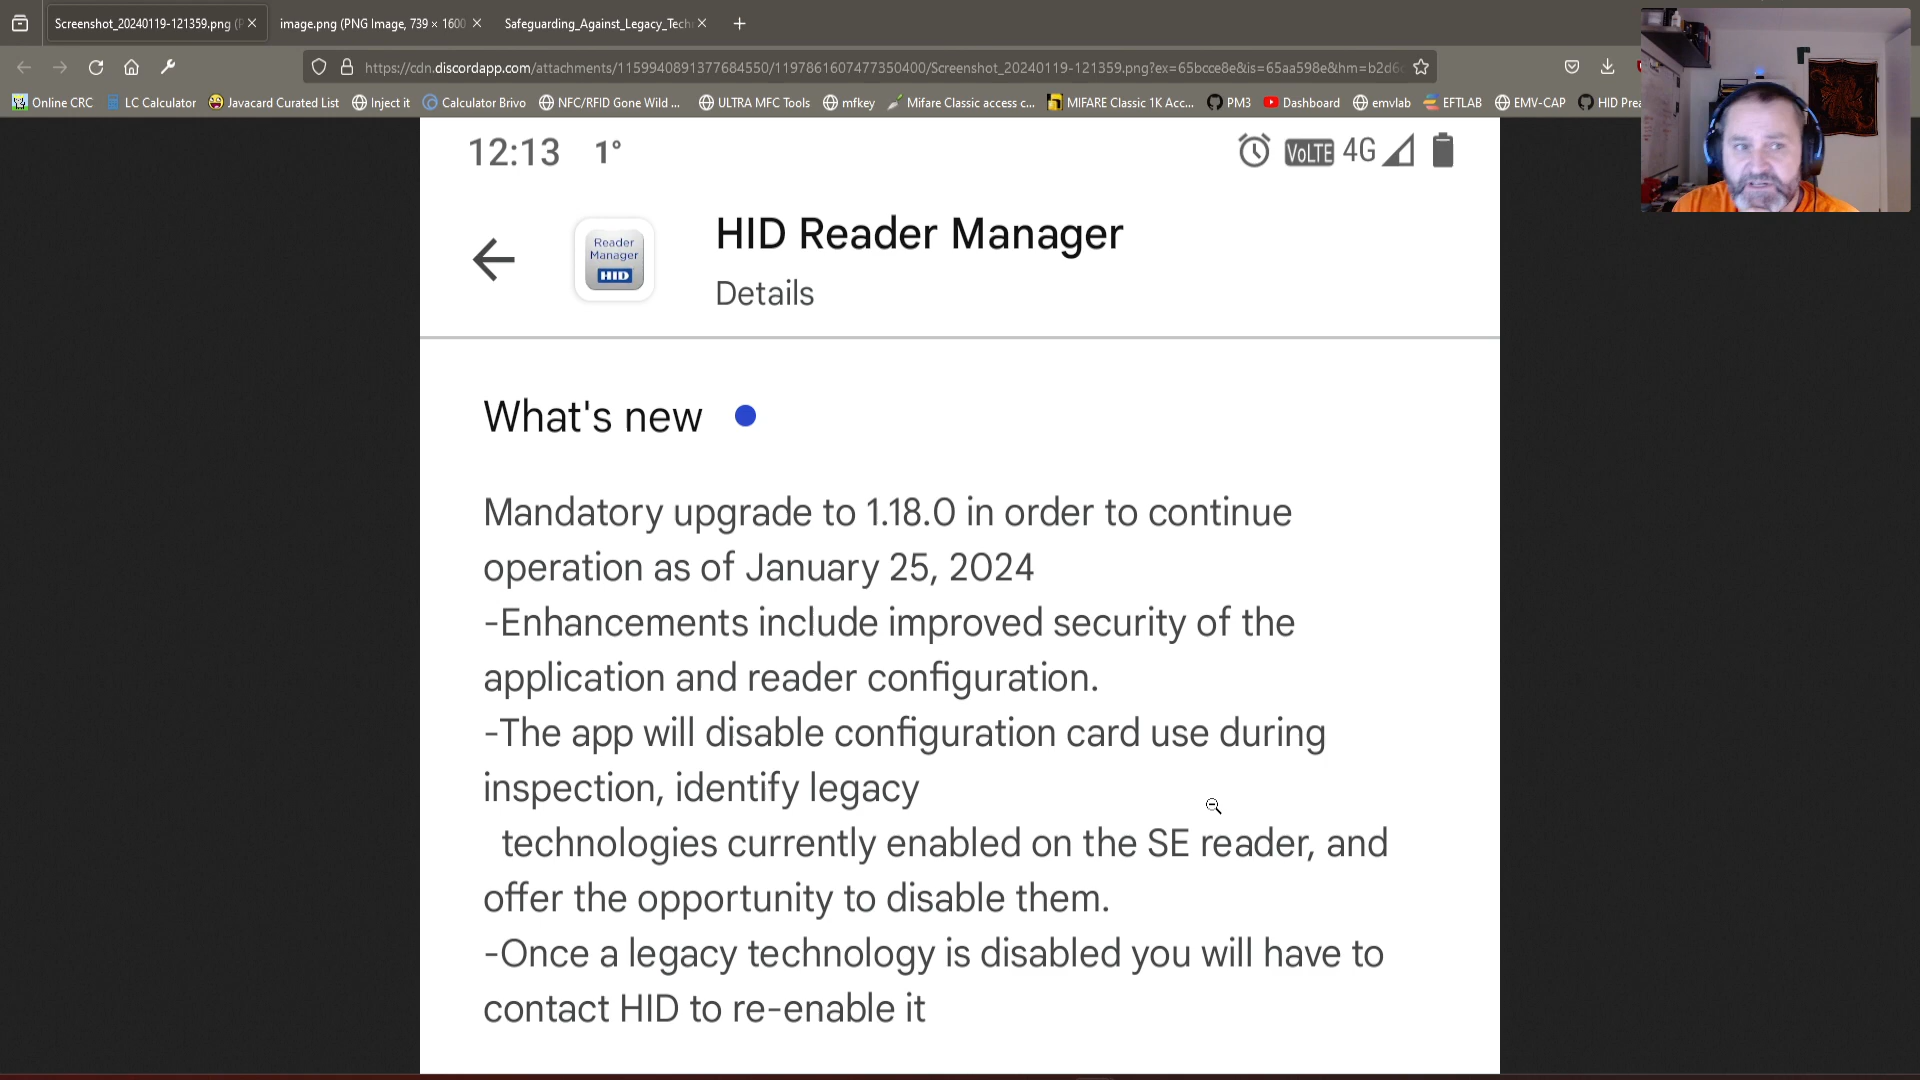 Screenshot_20240119-121359.png (P
image.png (PNG Image, 739 × 1600
Safeguarding_Against_Legacy_Tech
https://cdn.discordapp.com/attachments/1159940891377684550/1197861607477350400/Screenshot_20240119-121359.png?ex=65bcce8e&is=65aa598e&hm=b2d6
Online CRC
LC Calculator
Javacard Curated List
Inject it
Calculator Brivo
NFC/RFID Gone Wild ...
ULTRA MFC Tools
mfkey
Mifare Classic access c...
MIFARE Classic 1K Acc...
PM3
Dashboard
emvlab
EFTLAB
EMV-CAP
HID Prea
12:13 1°
VoLTE 4G
Reader
Manager
HID
HID Reader Manager
Details
What's new
Mandatory upgrade to 1.18.0 in order to continue
operation as of January 25, 2024
-Enhancements include improved security of the
application and reader configuration.
-The app will disable configuration card use during
inspection, identify legacy
technologies currently enabled on the SE reader, and
offer the opportunity to disable them.
-Once a legacy technology is disabled you will have to
contact HID to re-enable it